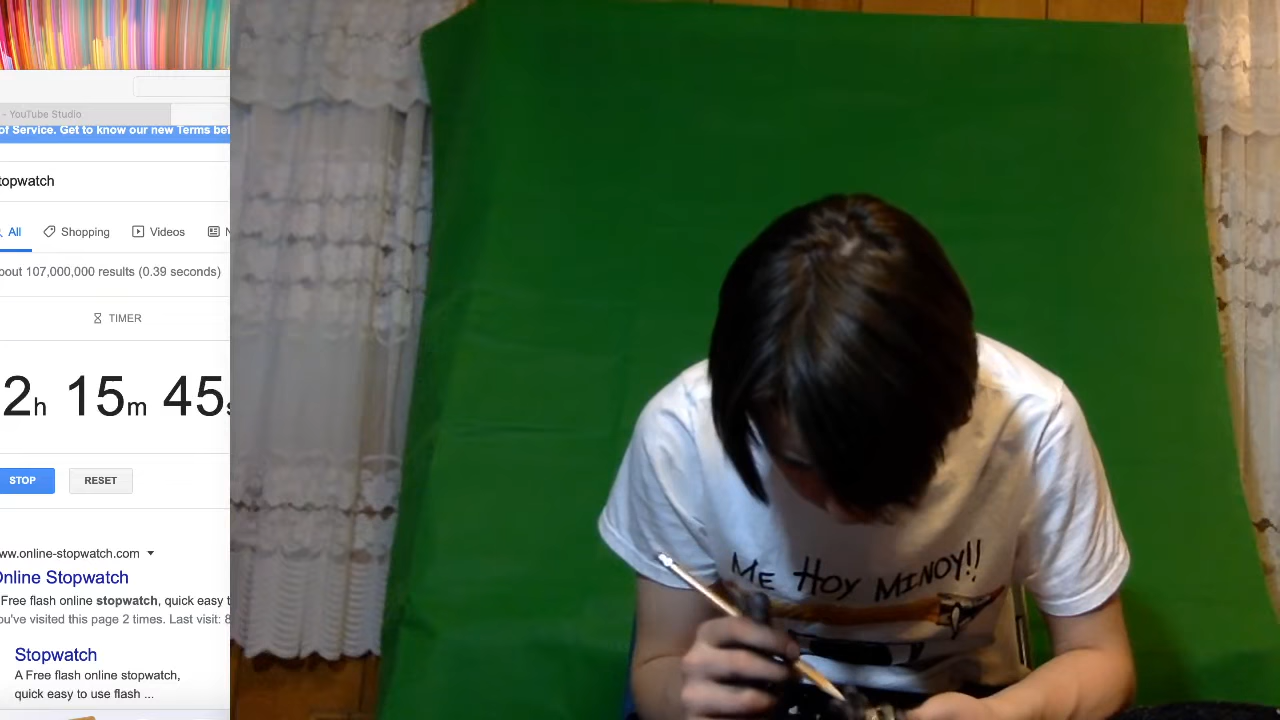 - YouTube Studio
of Service. Get to know our new Terms bef
topwatch
All
Shopping
Videos
N
bout 107,000,000 results (0.39 seconds)
TIMER
2h 15m 45s
STOP
RESET
ww.online-stopwatch.com
Online Stopwatch
Free flash online stopwatch, quick easy t
ou've visited this page 2 times. Last visit: 8
Stopwatch
A Free flash online stopwatch,
quick easy to use flash ...
ME HOY MINOY!!